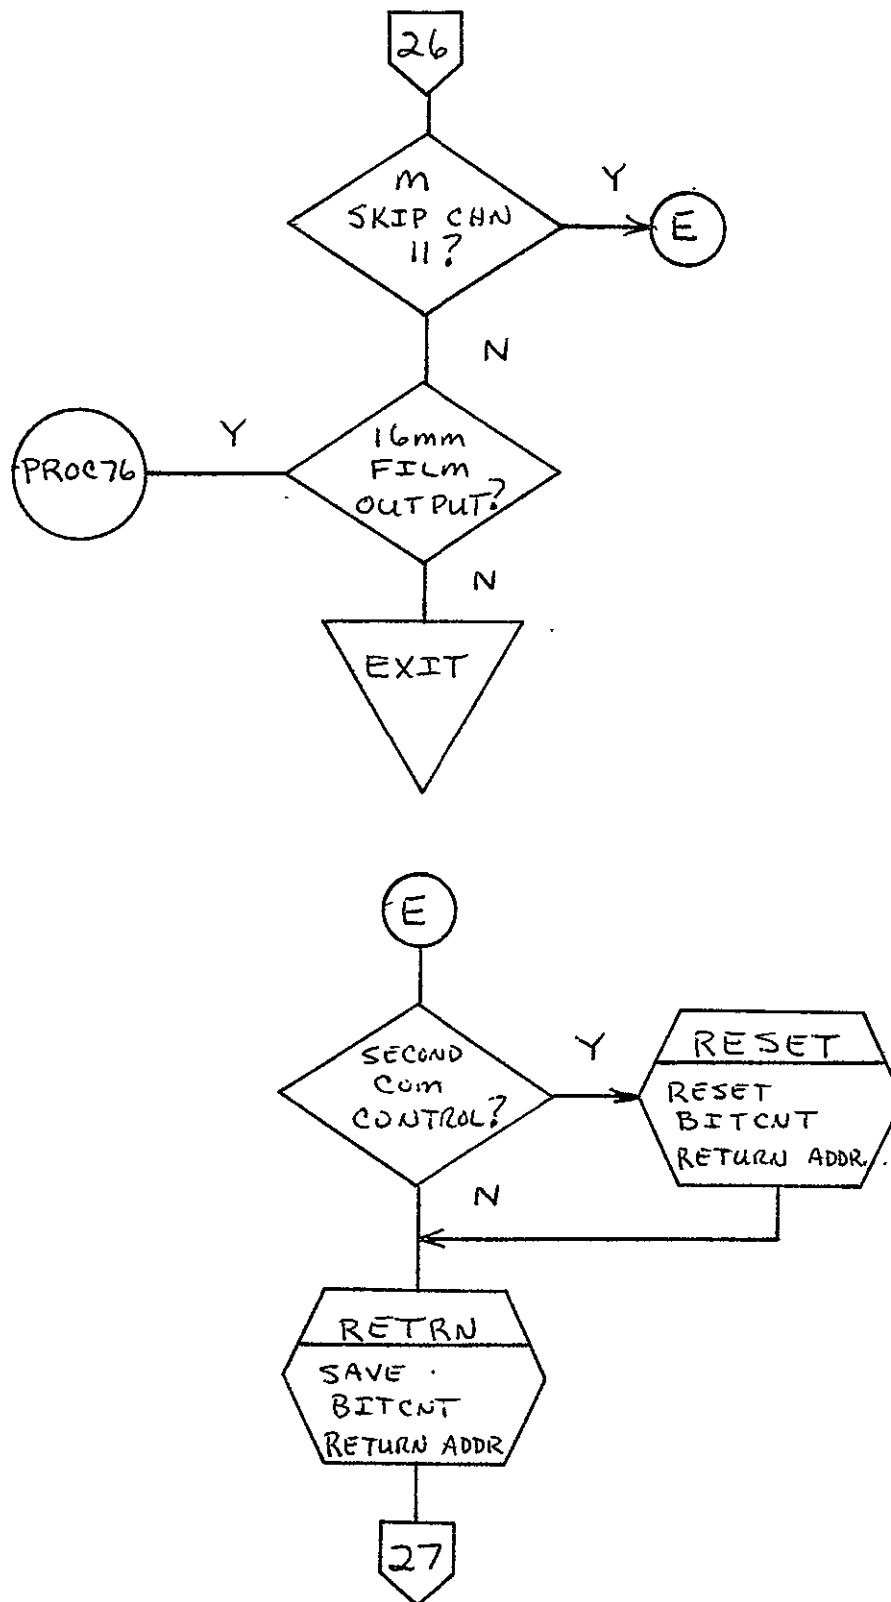 26
M
SKIP CHN
11?
Y
E
N
16mm
FILM
OUTPUT?
Y
PROC76
N
EXIT
E
SECOND
COM
CONTROL?
Y
RESET
RESET
BITCNT
RETURN ADDR.
N
RETRN
SAVE
BITCNT
RETURN ADDR
27